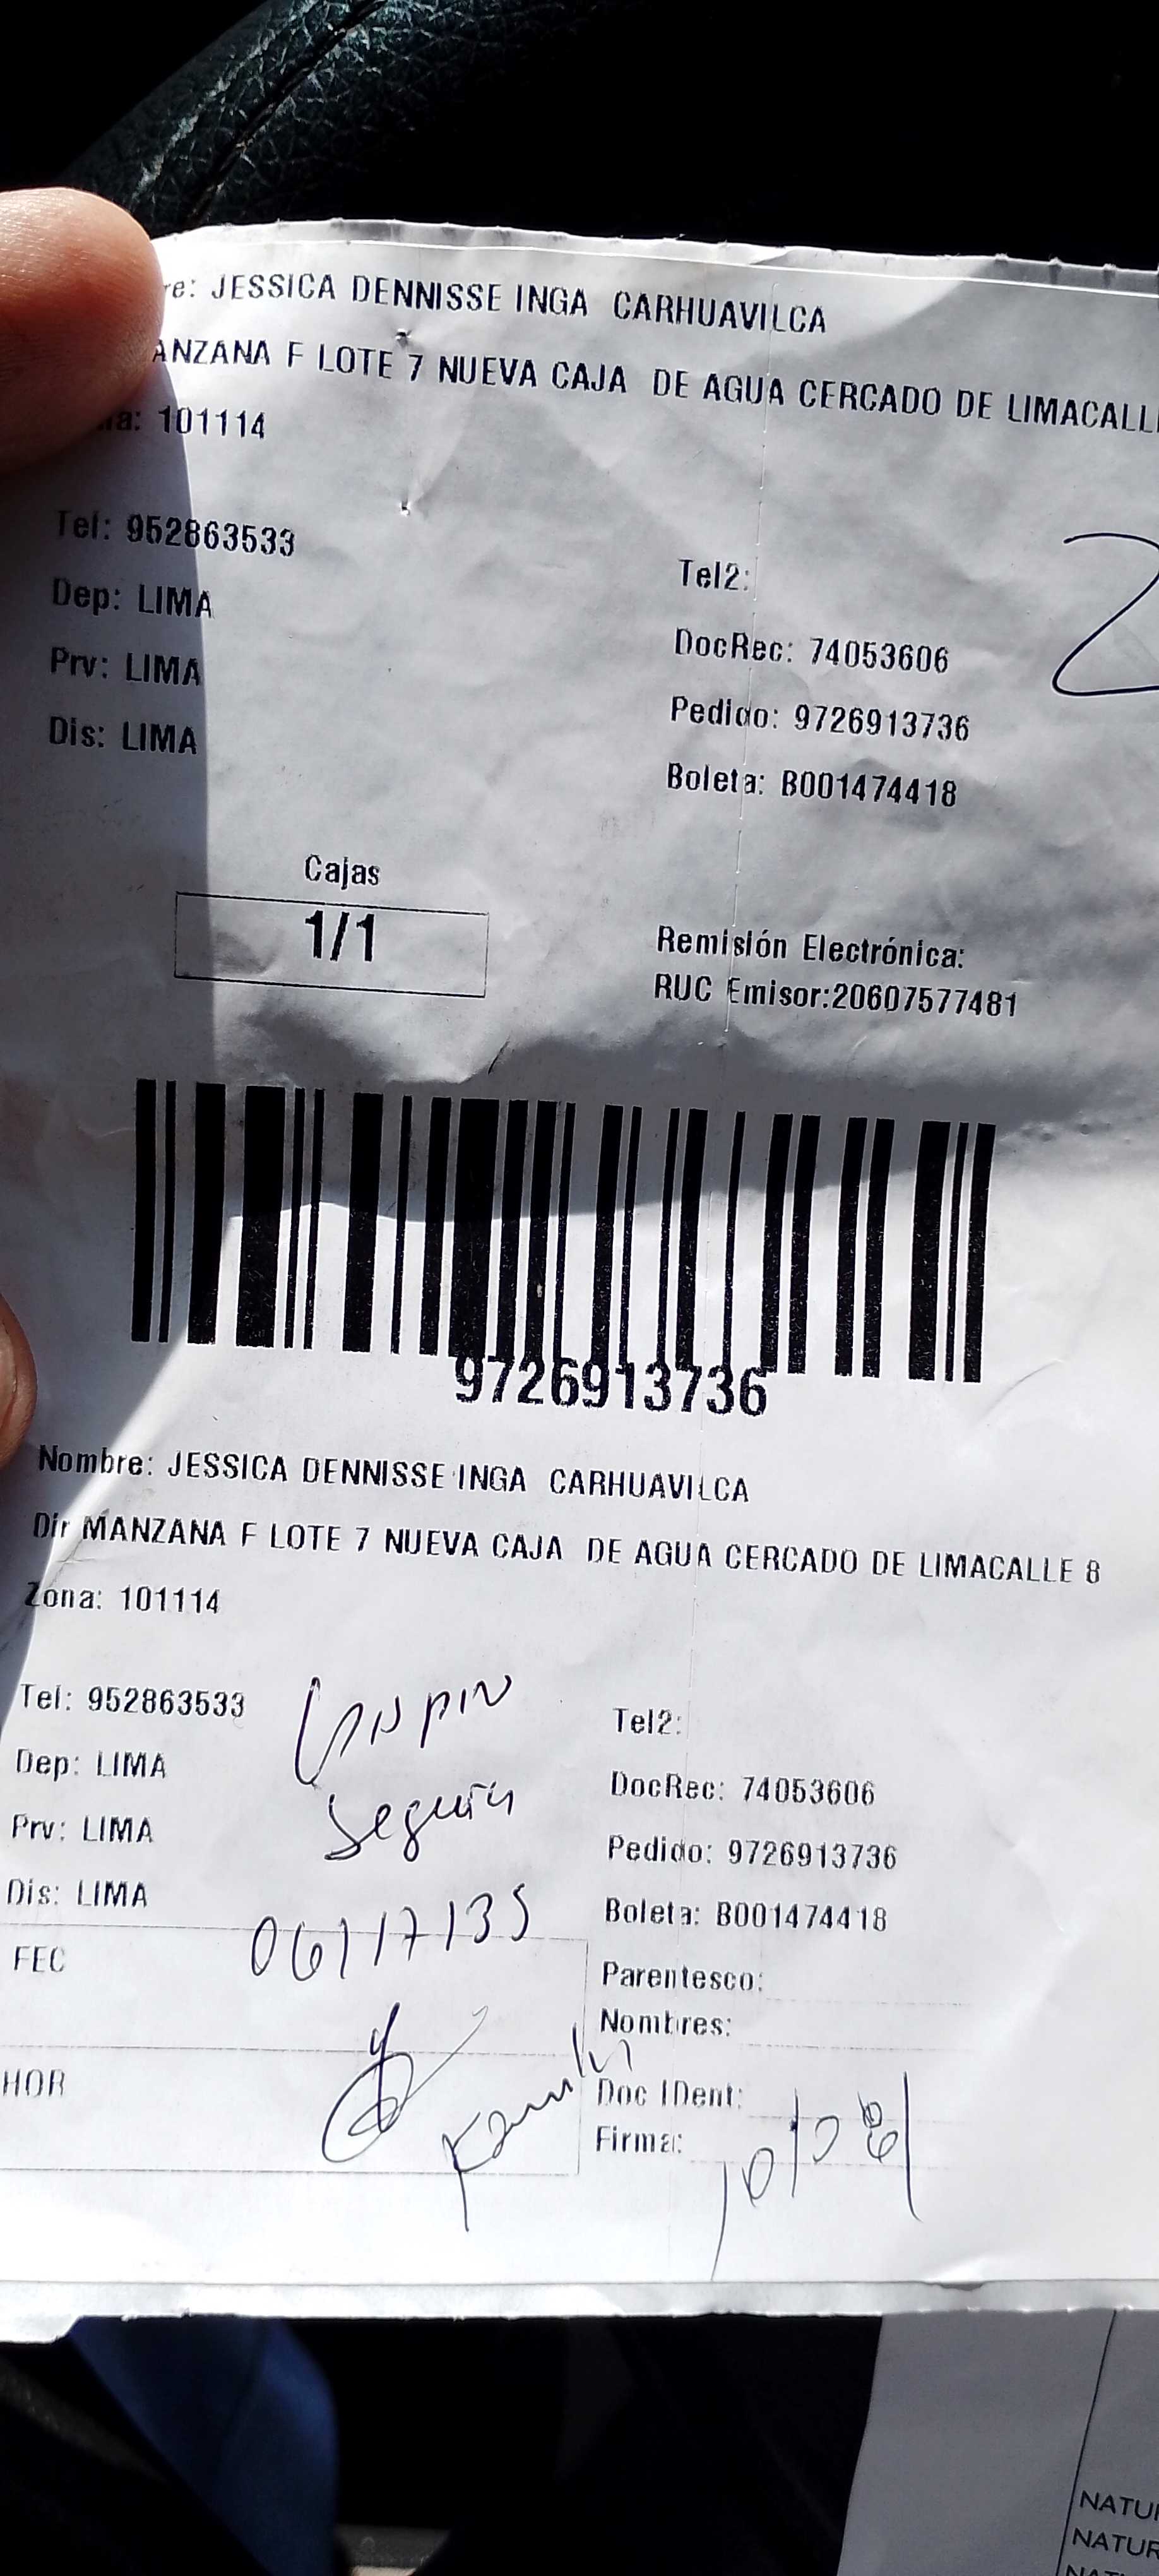 re: JESSICA DENNISSE INGA CARHUAVILCA
ANZANA F LOTE 7 NUEVA CAJA DE AGUA CERCADO DE LIMACALL
na: 101114
Tel: 952863533
Tel2:
Dep: LIMA
DocRec: 74053606
Prv: LIMA
Pedido: 9726913736
Dis: LIMA
Boleta: B001474418
2
Cajas
1/1
Remisión Electrónica:
RUC Emisor:20607577481
9726913736
Nombre: JESSICA DENNISSE INGA CARHUAVILCA
Dir MANZANA F LOTE 7 NUEVA CAJA DE AGUA CERCADO DE LIMACALLE 8
Zona: 101114
Tel: 952863533
Tel2:
Dep: LIMA
DocRec: 74053606
Prv: LIMA
Pedido: 9726913736
Dis: LIMA
Boleta: B001474418
FEC
Parentesco:
Nombres:
HOR
Doc IDent:
Firma:
NATU
NATUR